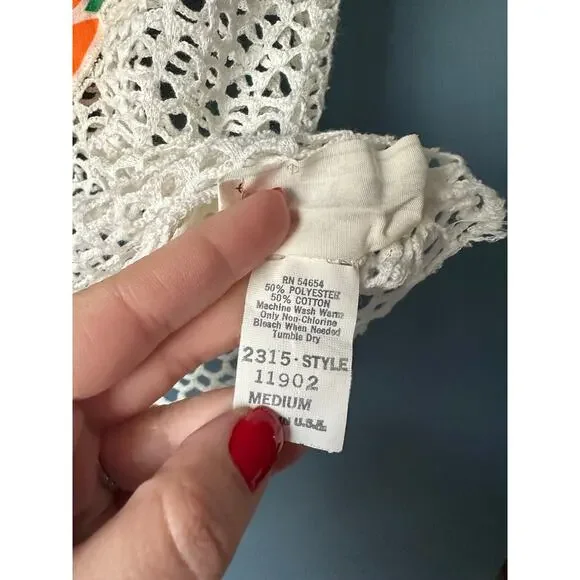 RN 54654
50% POLYESTER
50% COTTON
Machine Wash Warm
Only Non-Chlorine
Bleach When Needed
Tumble Dry
2315-STYLE
11902
MEDIUM
IN U.S.A.